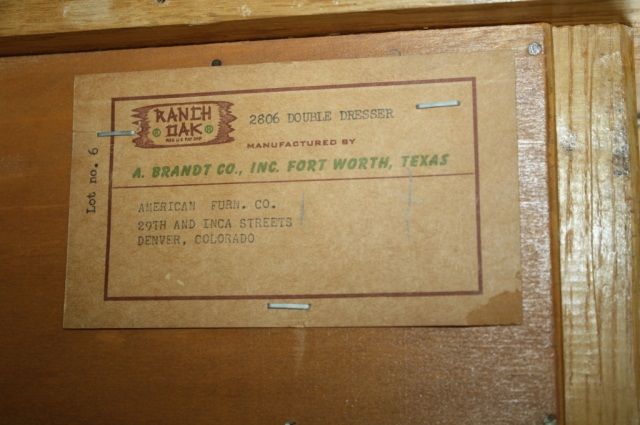 RANCH
OAK
REG. U.S. PAT. OFF.
2806 DOUBLE DRESSER
MANUFACTURED BY
A. BRANDT CO., INC. FORT WORTH, TEXAS
AMERICAN FURN. CO.
29TH AND INCA STREETS
DENVER, COLORADO
Lot no. 6